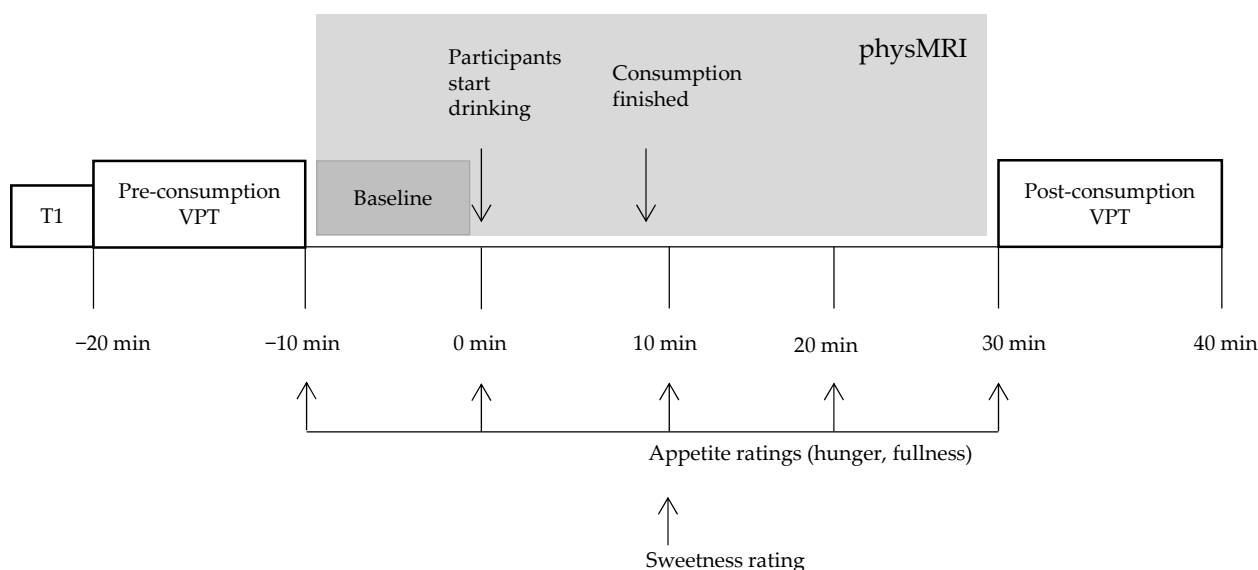 physMRI
Participants
start
drinking
Consumption
finished
T1
Pre-consumption
VPT
Baseline
Post-consumption
VPT
−20 min
−10 min
0 min
10 min
20 min
30 min
40 min
Appetite ratings (hunger, fullness)
Sweetness rating